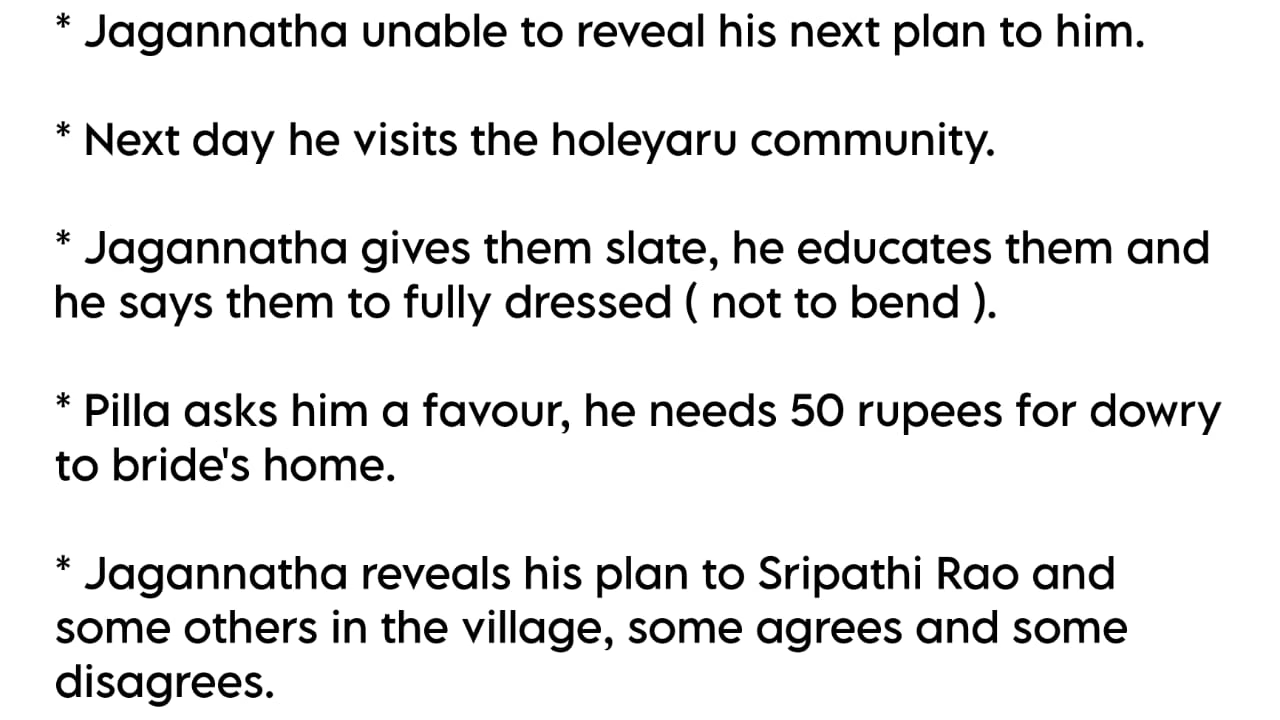 * Jagannatha unable to reveal his next plan to him.
* Next day he visits the holeyaru community.
* Jagannatha gives them slate, he educates them and
he says them to fully dressed ( not to bend ).
* Pilla asks him a favour, he needs 50 rupees for dowry
to bride's home.
* Jagannatha reveals his plan to Sripathi Rao and
some others in the village, some agrees and some
disagrees.